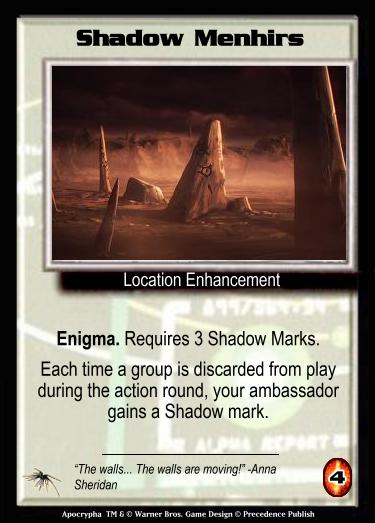 Shadow Menhirs
Location Enhancement
Enigma. Requires 3 Shadow Marks.
Each time a group is discarded from play
during the action round, your ambassador
gains a Shadow mark.
"The walls... The walls are moving!" -Anna
Sheridan
4
Apocrypha TM & © Warner Bros. Game Design © Precedence Publish
ALPHA REPORT